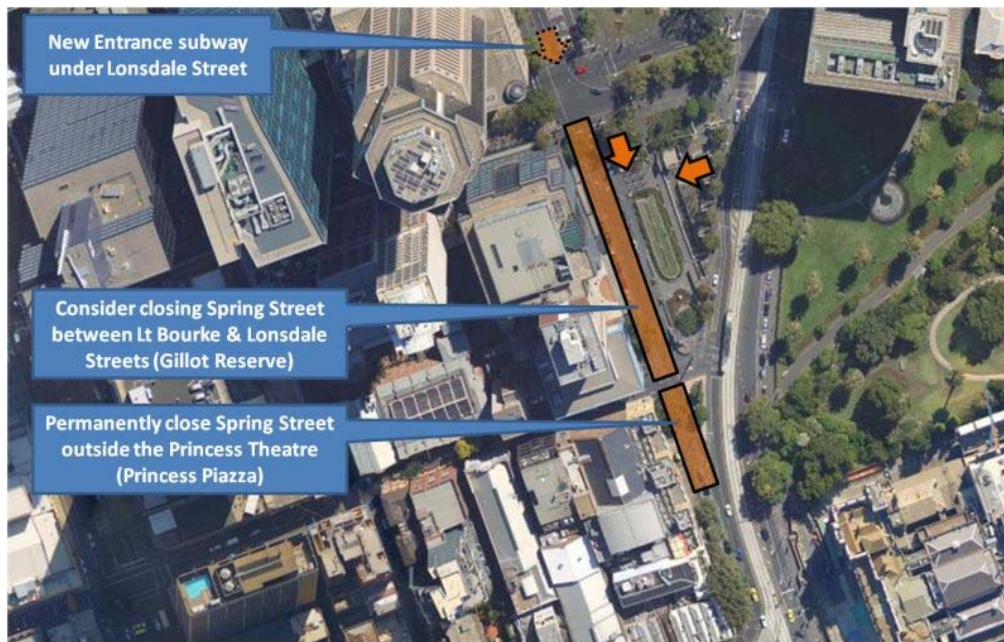 New Entrance subway
under Lonsdale Street
Consider closing Spring Street
between Lt Bourke & Lonsdale
Streets (Gillot Reserve)
Permanently close Spring Street
outside the Princess Theatre
(Princess Piazza)